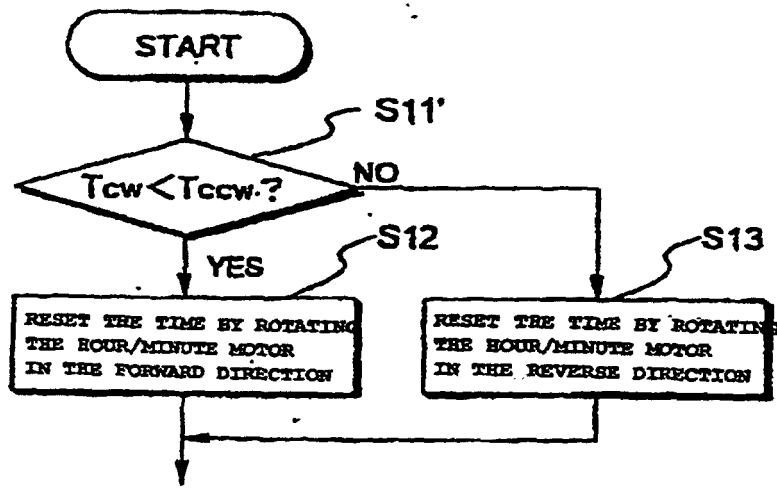 START
S11'
Tcw<Tccw.?
NO
YES
S12
S13
RESET THE TIME BY ROTATING
THE HOUR/MINUTE MOTOR
IN THE FORWARD DIRECTION
RESET THE TIME BY ROTATING
THE HOUR/MINUTE MOTOR
IN THE REVERSE DIRECTION